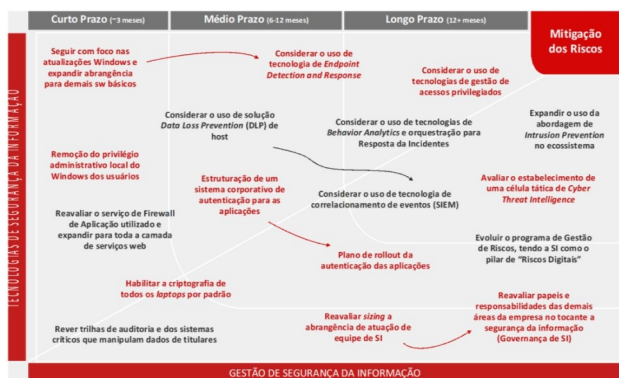 Curto Prazo (~3 meses)
Médio Prazo (6-12 meses)
Longo Prazo (12+ meses)
Mitigação
dos Riscos
Seguir com foco nas
atualizações Windows e
expandir abrangência
para demais sw básicos
Considerar o uso de
tecnologia de Endpoint
Detection and Response
Considerar o uso de
tecnologias de gestão de
acessos privilegiados
Considerar o uso de solução
Data Loss Prevention (DLP) de
host
Considerar o uso de tecnologias de
Behavior Analytics e orquestração para
Resposta da Incidentes
Expandir o uso da
abordagem de
Intrusion Prevention
no ecossistema
Remoção do privilégio
administrativo local do
Windows dos usuários
Estruturação de um
sistema corporativo de
autenticação para as
aplicações
Considerar o uso de tecnologia de
correlacionamento de eventos (SIEM)
Avaliar o estabelecimento de
uma célula tática de Cyber
Threat Intelligence
Reavaliar o serviço de Firewall
de Aplicação utilizado e
expandir para toda a camada
de serviços web
Plano de rollout da
autenticação das aplicações
Evoluir o programa de Gestão
de Riscos, tendo a SI como o
pilar de “Riscos Digitais”
Habilitar a criptografia de
todos os laptops por padrão
Rever trilhas de auditoria e dos sistemas
críticos que manipulam dados de titulares
Reavaliar sizing a
abrangência de atuação de
equipe de SI
Reavaliar papeis e
responsabilidades das demais
áreas da empresa no tocante a
segurança da informação
(Governança de SI)
TECNOLOGIAS DE SEGURANÇA DA INFORMAÇÃO
GESTÃO DE SEGURANÇA DA INFORMAÇÃO